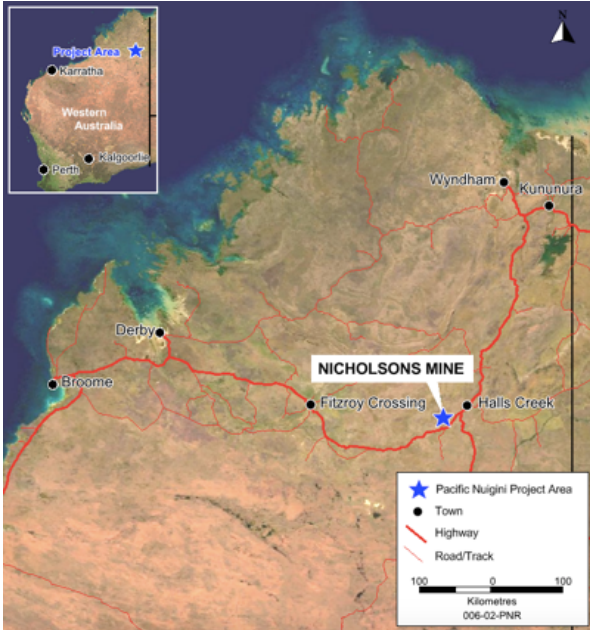 Project Area
Karratha
Western
Australia
Kalgoorlie
Perth
N
Wyndham
Kununura
Derby
Broome
NICHOLSONS MINE
Fitzroy Crossing
Halls Creek
Pacific Nuigini Project Area
Town
Highway
Road/Track
100 0 100
Kilometres
006-02-PNR